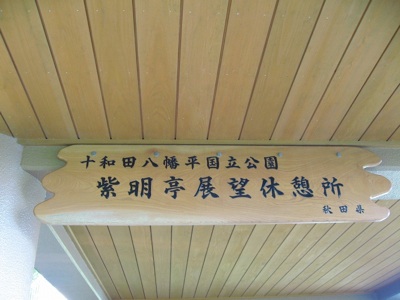 十和田八幡平国立公園
紫明亭展望休憩所
秋田県